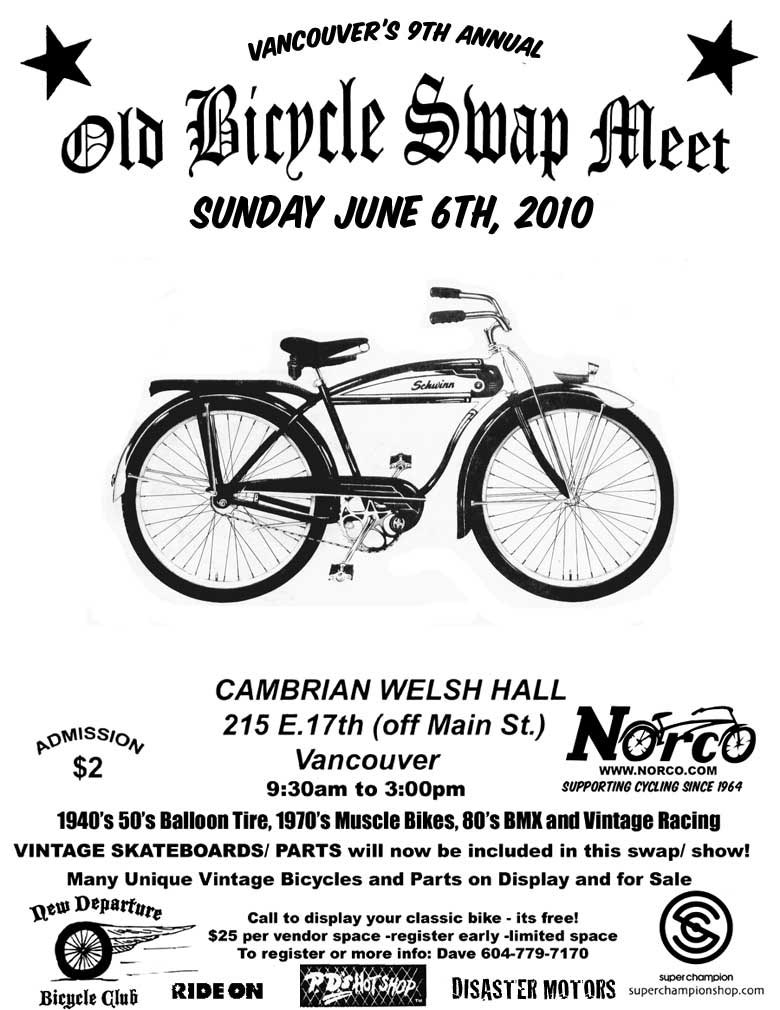 VANCOUVER'S 9TH ANNUAL
Old Bicycle Swap Meet
SUNDAY JUNE 6TH, 2010
Schwinn
CAMBRIAN WELSH HALL
215 E.17th (off Main St.)
Vancouver
9:30am to 3:00pm
ADMISSION
$2
Norco
WWW.NORCO.COM
SUPPORTING CYCLING SINCE 1964
1940's 50's Balloon Tire, 1970's Muscle Bikes, 80's BMX and Vintage Racing
VINTAGE SKATEBOARDS/ PARTS will now be included in this swap/ show!
Many Unique Vintage Bicycles and Parts on Display and for Sale
New Departure
Bicycle Club
Call to display your classic bike - its free!
$25 per vendor space -register early -limited space
To register or more info: Dave 604-779-7170
RIDE ON
PD'S HOT SHOP
TM
DISASTER MOTORS
superchampion
superchampionshop.com